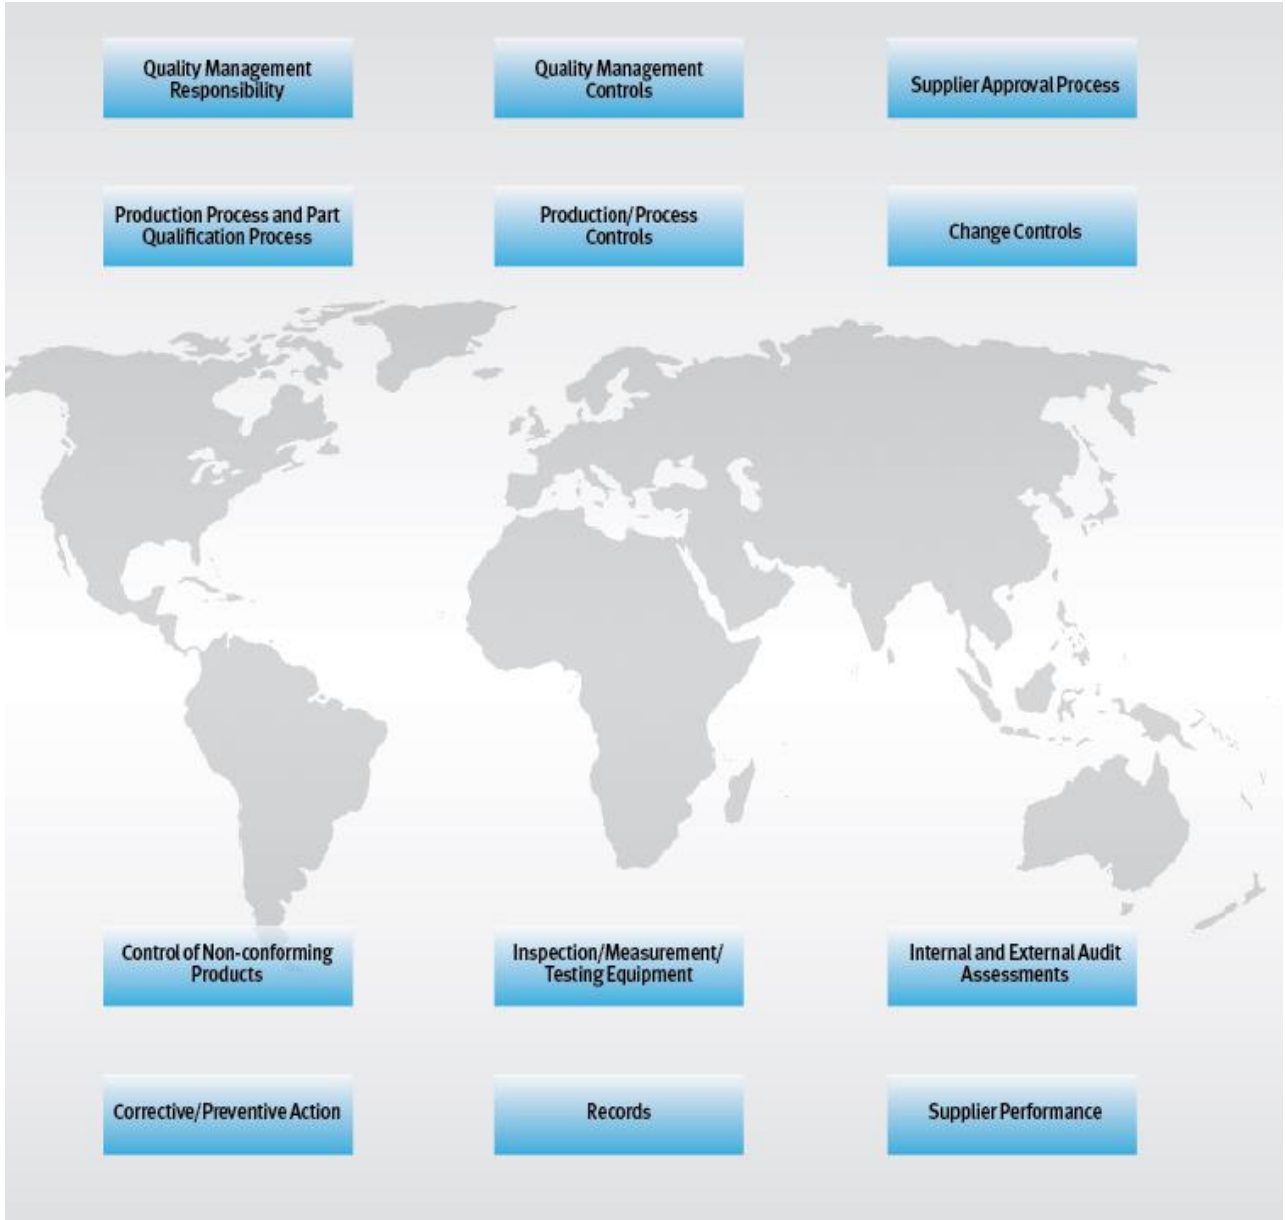 Quality Management
Responsibility
Quality Management
Controls
Supplier Approval Process
Production Process and Part
Qualification Process
Production/Process
Controls
Change Controls
Control of Non-conforming
Products
Inspection/Measurement/
Testing Equipment
Internal and External Audit
Assessments
Corrective/Preventive Action
Records
Supplier Performance